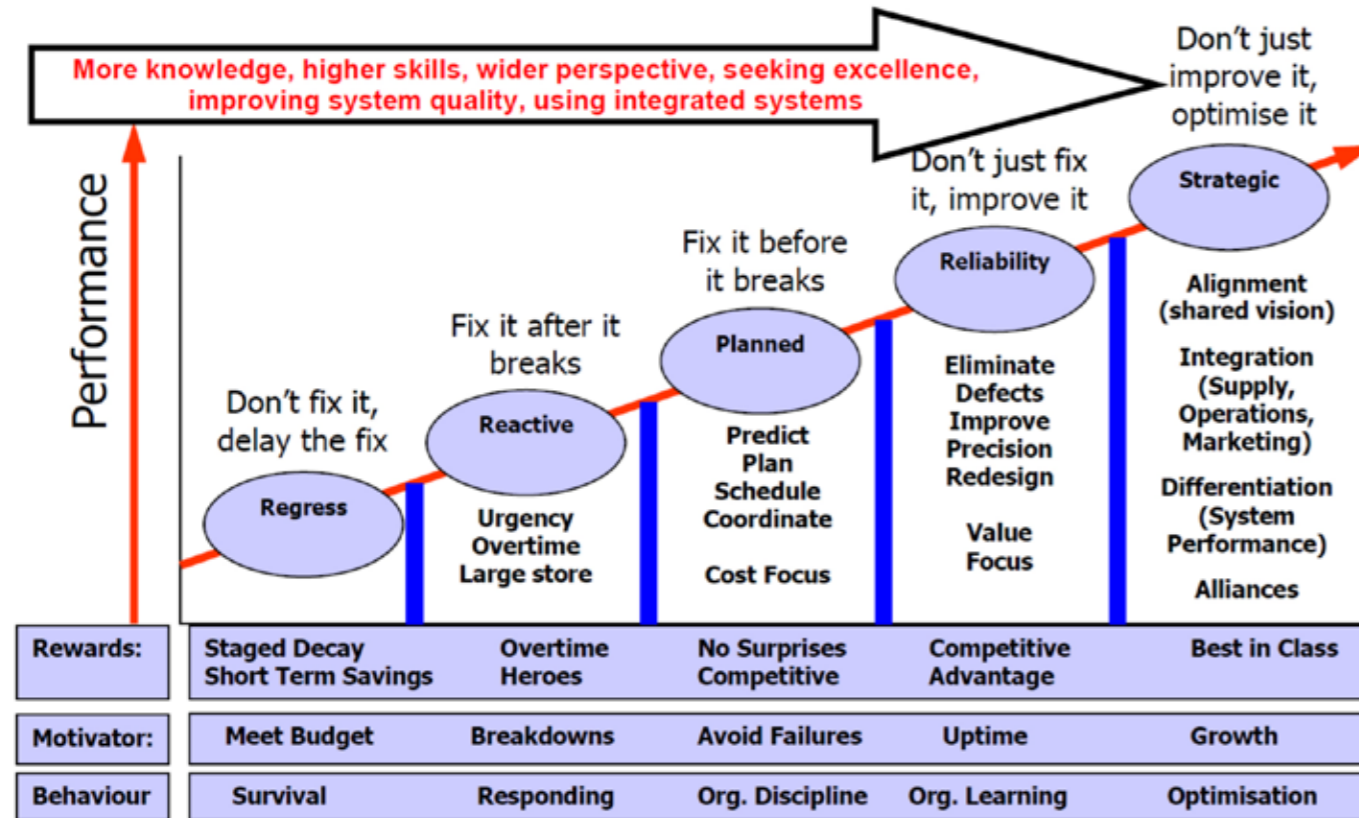 More knowledge, higher skills, wider perspective, seeking excellence,
improving system quality, using integrated systems
Performance
Don't fix it,
delay the fix
Regress
Fix it after it
breaks
Reactive
Urgency
Overtime
Large store
Fix it before
it breaks
Planned
Predict
Plan
Schedule
Coordinate
Cost Focus
Don't just fix
it, improve it
Reliability
Eliminate
Defects
Improve
Precision
Redesign
Value
Focus
Don't just
improve it,
optimise it
Strategic
Alignment
(shared vision)
Integration
(Supply,
Operations,
Marketing)
Differentiation
(System
Performance)
Alliances
Rewards:
Staged Decay
Short Term Savings
Overtime
Heroes
No Surprises
Competitive
Competitive
Advantage
Best in Class
Motivator:
Meet Budget
Breakdowns
Avoid Failures
Uptime
Growth
Behaviour
Survival
Responding
Org. Discipline
Org. Learning
Optimisation